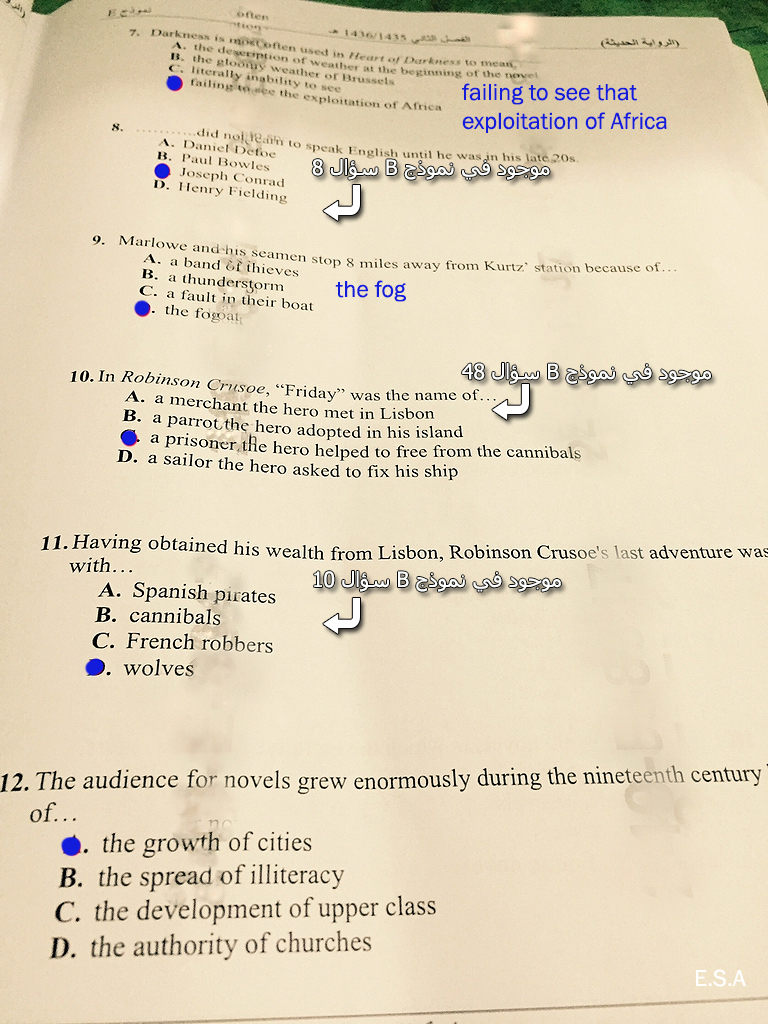 نموذج E
often
الفصل الثاني 1436/1435 هـ
(الرواية الحديثة)
7. Darkness is most often used in Heart of Darkness to mean,
A. the description of weather at the beginning of the novel
B. the gloomy weather of Brussels
C. literally inability to see
failing to see the exploitation of Africa
failing to see that
exploitation of Africa
8. ............did not learn to speak English until he was in his late 20s.
A. Daniel Defoe
B. Paul Bowles
Joseph Conrad
D. Henry Fielding
موجود في نموذج B سؤال 8
9. Marlowe and his seamen stop 8 miles away from Kurtz' station because of…
A. a band of thieves
B. a thunderstorm
C. a fault in their boat
. the fog
the fog
10. In Robinson Crusoe, “Friday” was the name of…
موجود في نموذج B سؤال 48
A. a merchant the hero met in Lisbon
B. a parrot the hero adopted in his island
. a prisoner the hero helped to free from the cannibals
D. a sailor the hero asked to fix his ship
11. Having obtained his wealth from Lisbon, Robinson Crusoe's last adventure was
with…
موجود في نموذج B سؤال 10
A. Spanish pirates
B. cannibals
C. French robbers
. wolves
12. The audience for novels grew enormously during the nineteenth century
of…
. the growth of cities
B. the spread of illiteracy
C. the development of upper class
D. the authority of churches
E.S.A